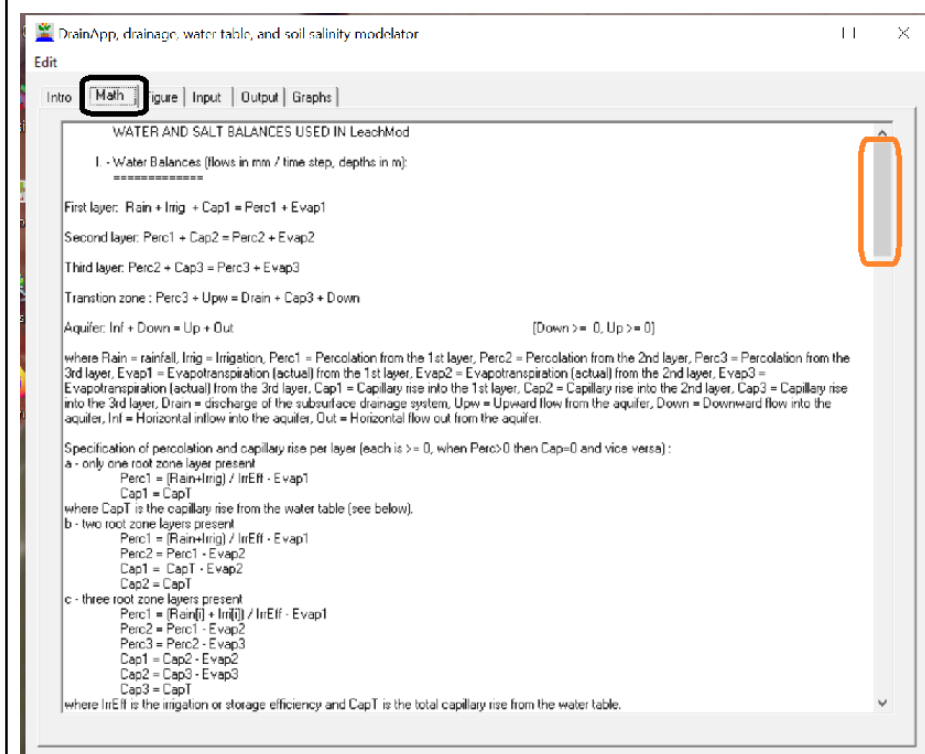 DrainApp, drainage, water table, and soil salinity modelator
Edit
Intro Math igure Input Output Graphs
WATER AND SALT BALANCES USED IN LeachMod
I. - Water Balances (flows in mm / time step, depths in m):
=============
First layer: Rain + Irrig + Cap1 = Perc1 + Evap1
Second layer: Perc1 + Cap2 = Perc2 + Evap2
Third layer: Perc2 + Cap3 = Perc3 + Evap3
Transtion zone : Perc3 + Upw = Drain + Cap3 + Down
Aquifer: Inf + Down = Up + Out [Down >= 0, Up >= 0]
where Rain = rainfall, Irrig = Irrigation, Perc1 = Percolation from the 1st layer, Perc2 = Percolation from the 2nd layer, Perc3 = Percolation from the
3rd layer, Evap1 = Evapotranspiration (actual) from the 1st layer, Evap2 = Evapotranspiration (actual) from the 2nd layer, Evap3 =
Evapotranspiration (actual) from the 3rd layer, Cap1 = Capillary rise into the 1st layer, Cap2 = Capillary rise into the 2nd layer, Cap3 = Capillary rise
into the 3rd layer, Drain = discharge of the subsurface drainage system, Upw = Upward flow from the aquifer, Down = Downward flow into the
aquifer, Inf = Horizontal inflow into the aquifer, Out = Horizontal flow out from the aquifer.
Specification of percolation and capillary rise per layer (each is >= 0, when Perc>0 then Cap=0 and vice versa) :
a - only one root zone layer present
Perc1 = (Rain+Irrig) / IrrEff - Evap1
Cap1 = CapT
where CapT is the capillary rise from the water table (see below).
b - two root zone layers present
Perc1 = (Rain+Irrig) / IrrEff - Evap1
Perc2 = Perc1 - Evap2
Cap1 = CapT - Evap2
Cap2 = CapT
c - three root zone layers present
Perc1 = (Rain[i] + Irri[i]) / IrrEff - Evap1
Perc2 = Perc1 - Evap2
Perc3 = Perc2 - Evap3
Cap1 = Cap2 - Evap2
Cap2 = Cap3 - Evap3
Cap3 = CapT
where IrrEff is the irrigation or storage efficiency and CapT is the total capillary rise from the water table.